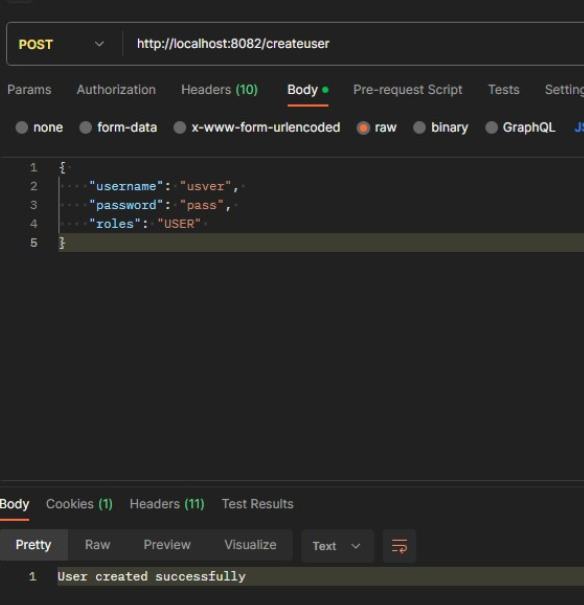 POST http://localhost:8082/createuser
Params Authorization Headers (10) Body Pre-request Script Tests Setting
none form-data x-www-form-urlencoded raw binary GraphQL JS
1 {
2 "username": "usver",
3 "password": "pass",
4 "roles": "USER"
5 }
Body Cookies (1) Headers (11) Test Results
Pretty Raw Preview Visualize Text
1 User created successfully